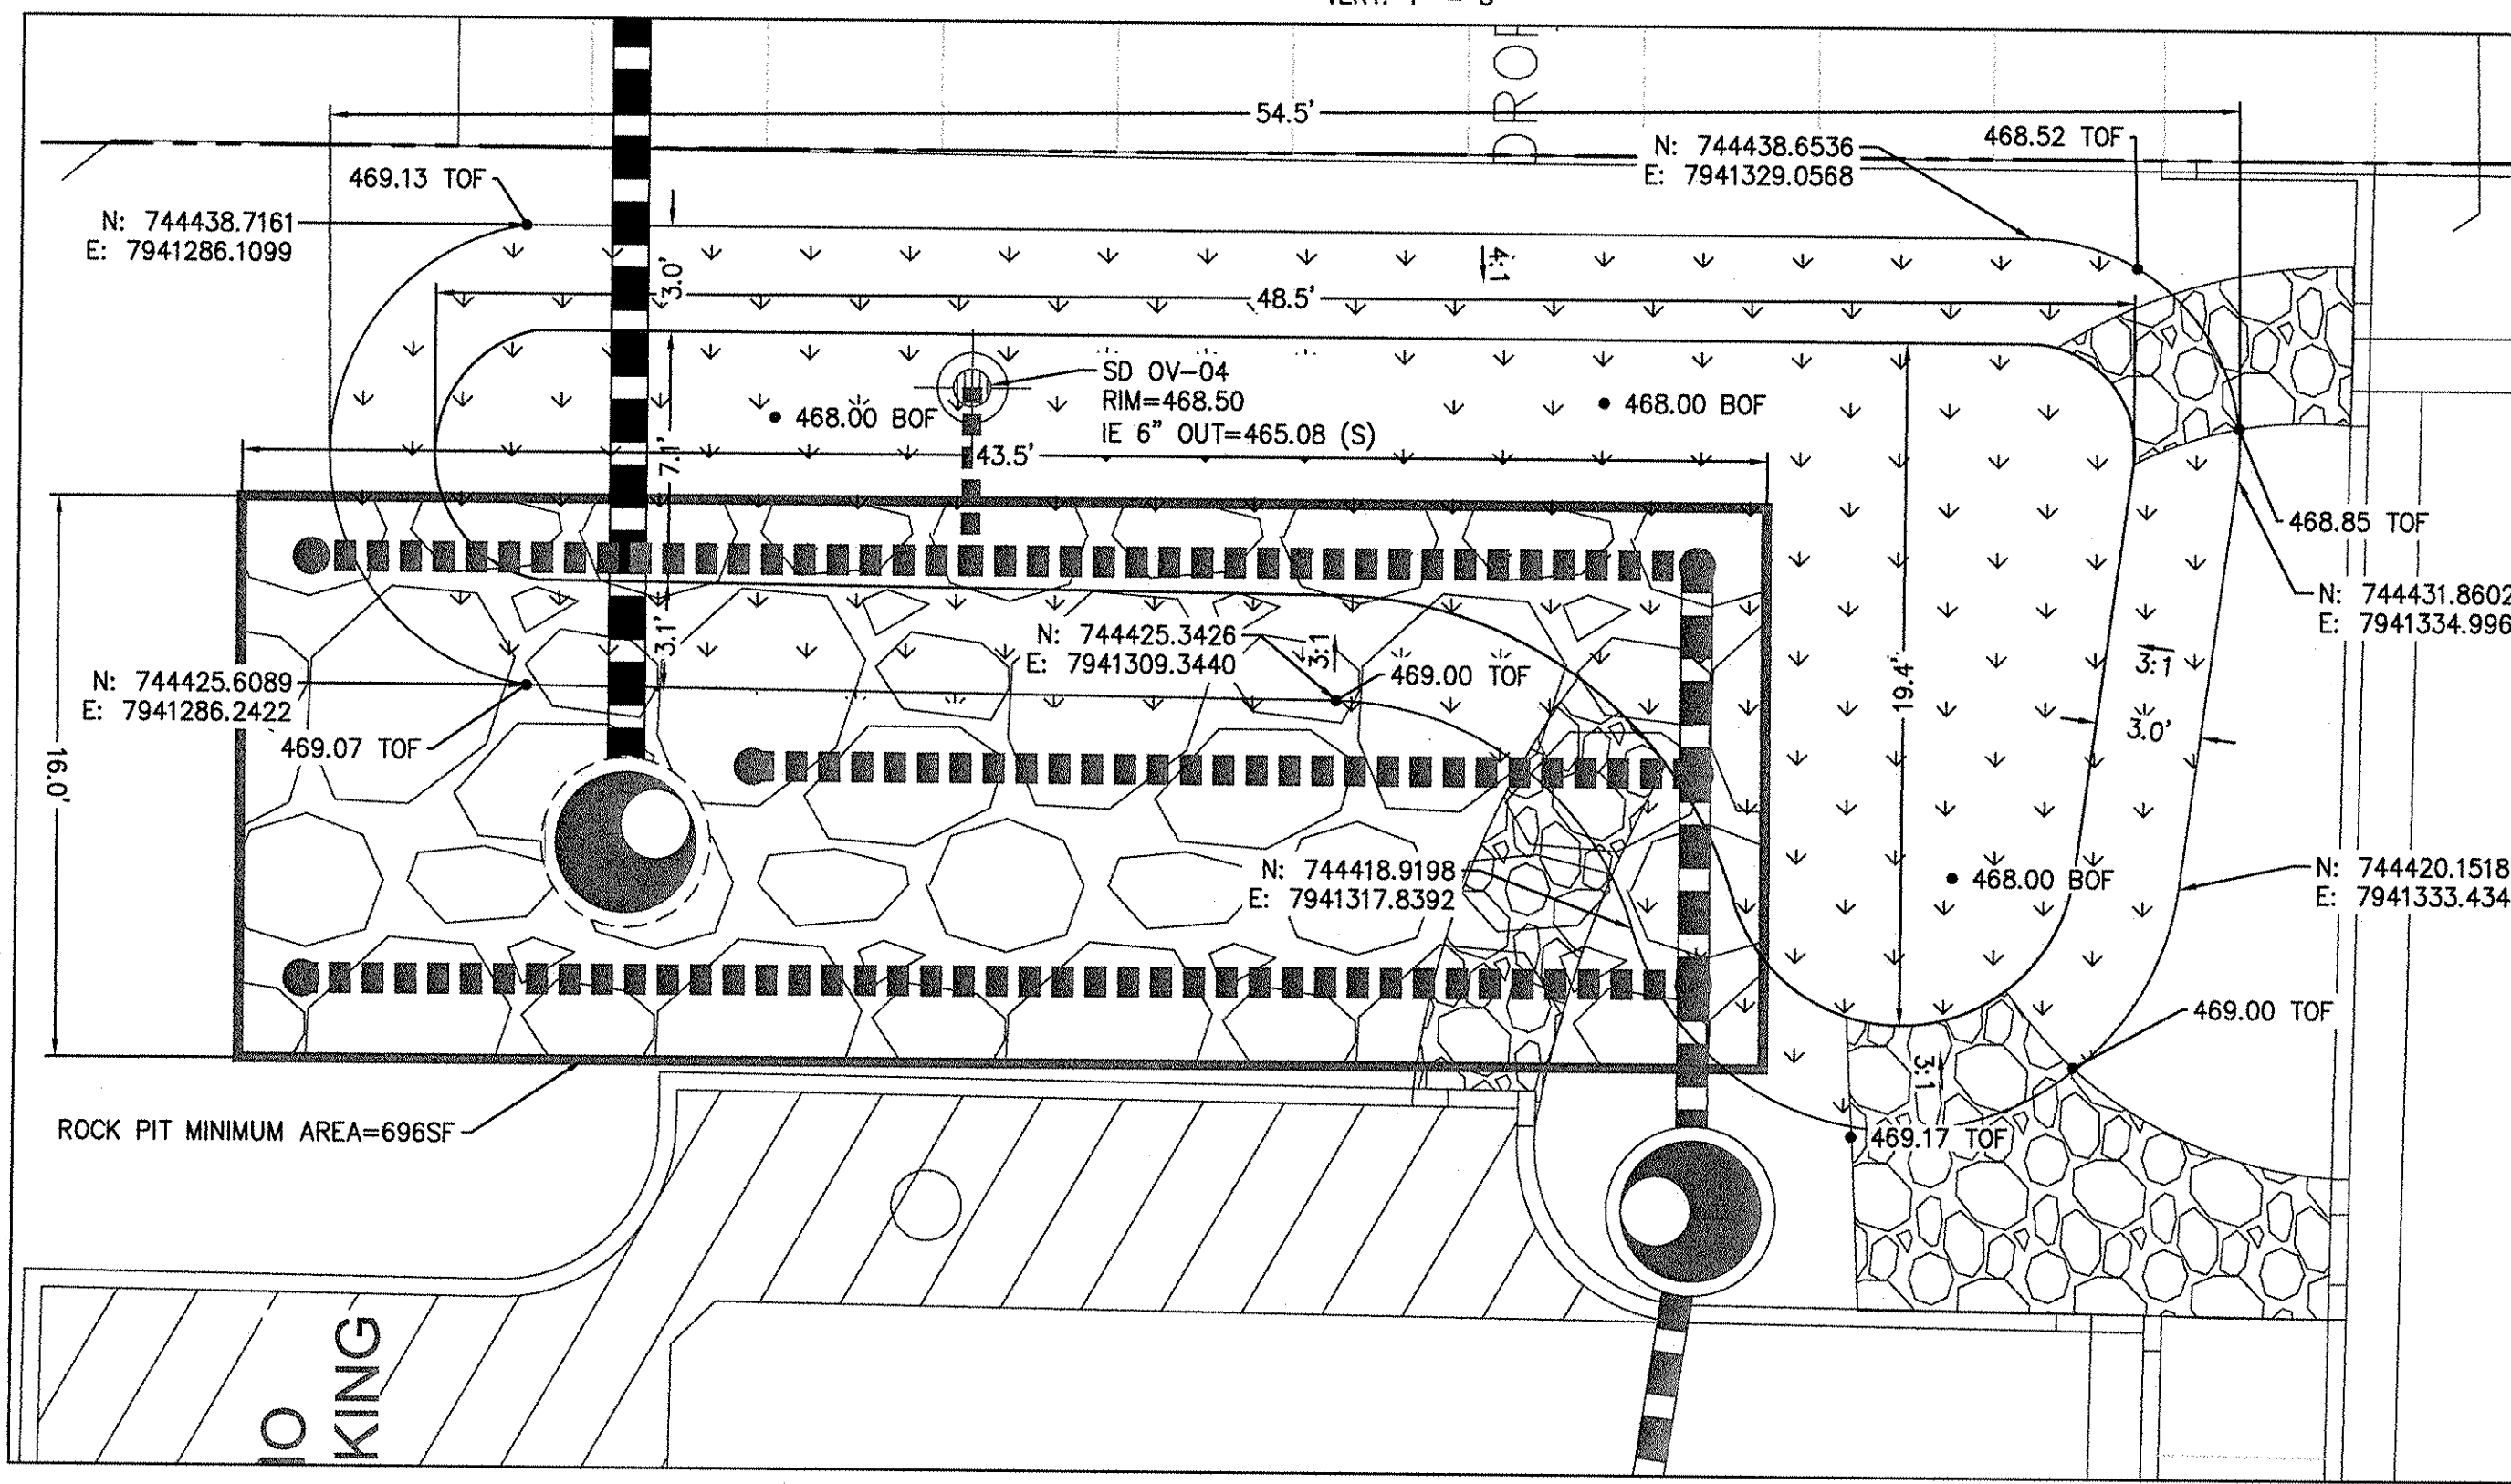 54.5'
N: 744438.6536
E: 7941329.0568
468.52 TOF
469.13 TOF
N: 744438.7161
E: 7941286.1099
3.0'
4:1
48.5'
SD OV-04
RIM=468.50
IE 6" OUT=465.08 (S)
468.00 BOF
468.00 BOF
43.5'
7.1'
468.85 TOF
N: 744431.8602
E: 7941334.996
N: 744425.3426
E: 7941309.3440
3:1
469.00 TOF
3.1'
N: 744425.6089
E: 7941286.2422
469.07 TOF
16.0'
19.4'
3:1
3.0'
N: 744418.9198
E: 7941317.8392
468.00 BOF
N: 744420.1518
E: 7941333.434
469.00 TOF
3:1
469.17 TOF
ROCK PIT MINIMUM AREA=696SF
KING